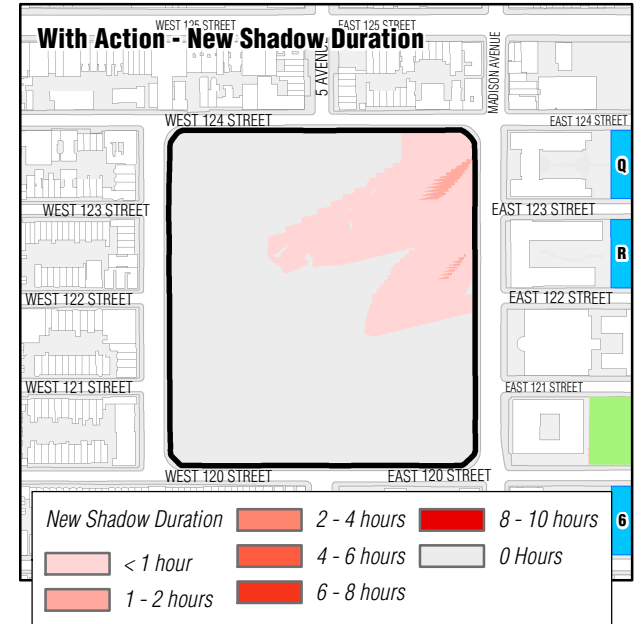 WEST 125 STREET
EAST 125 STREET
With Action - New Shadow Duration
5 AVENUE
MADISON AVENUE
WEST 124 STREET
EAST 124 STREET
Q
WEST 123 STREET
EAST 123 STREET
R
WEST 122 STREET
EAST 122 STREET
WEST 121 STREET
EAST 121 STREET
WEST 120 STREET
EAST 120 STREET
6
New Shadow Duration
< 1 hour
1 - 2 hours
2 - 4 hours
4 - 6 hours
6 - 8 hours
8 - 10 hours
0 Hours